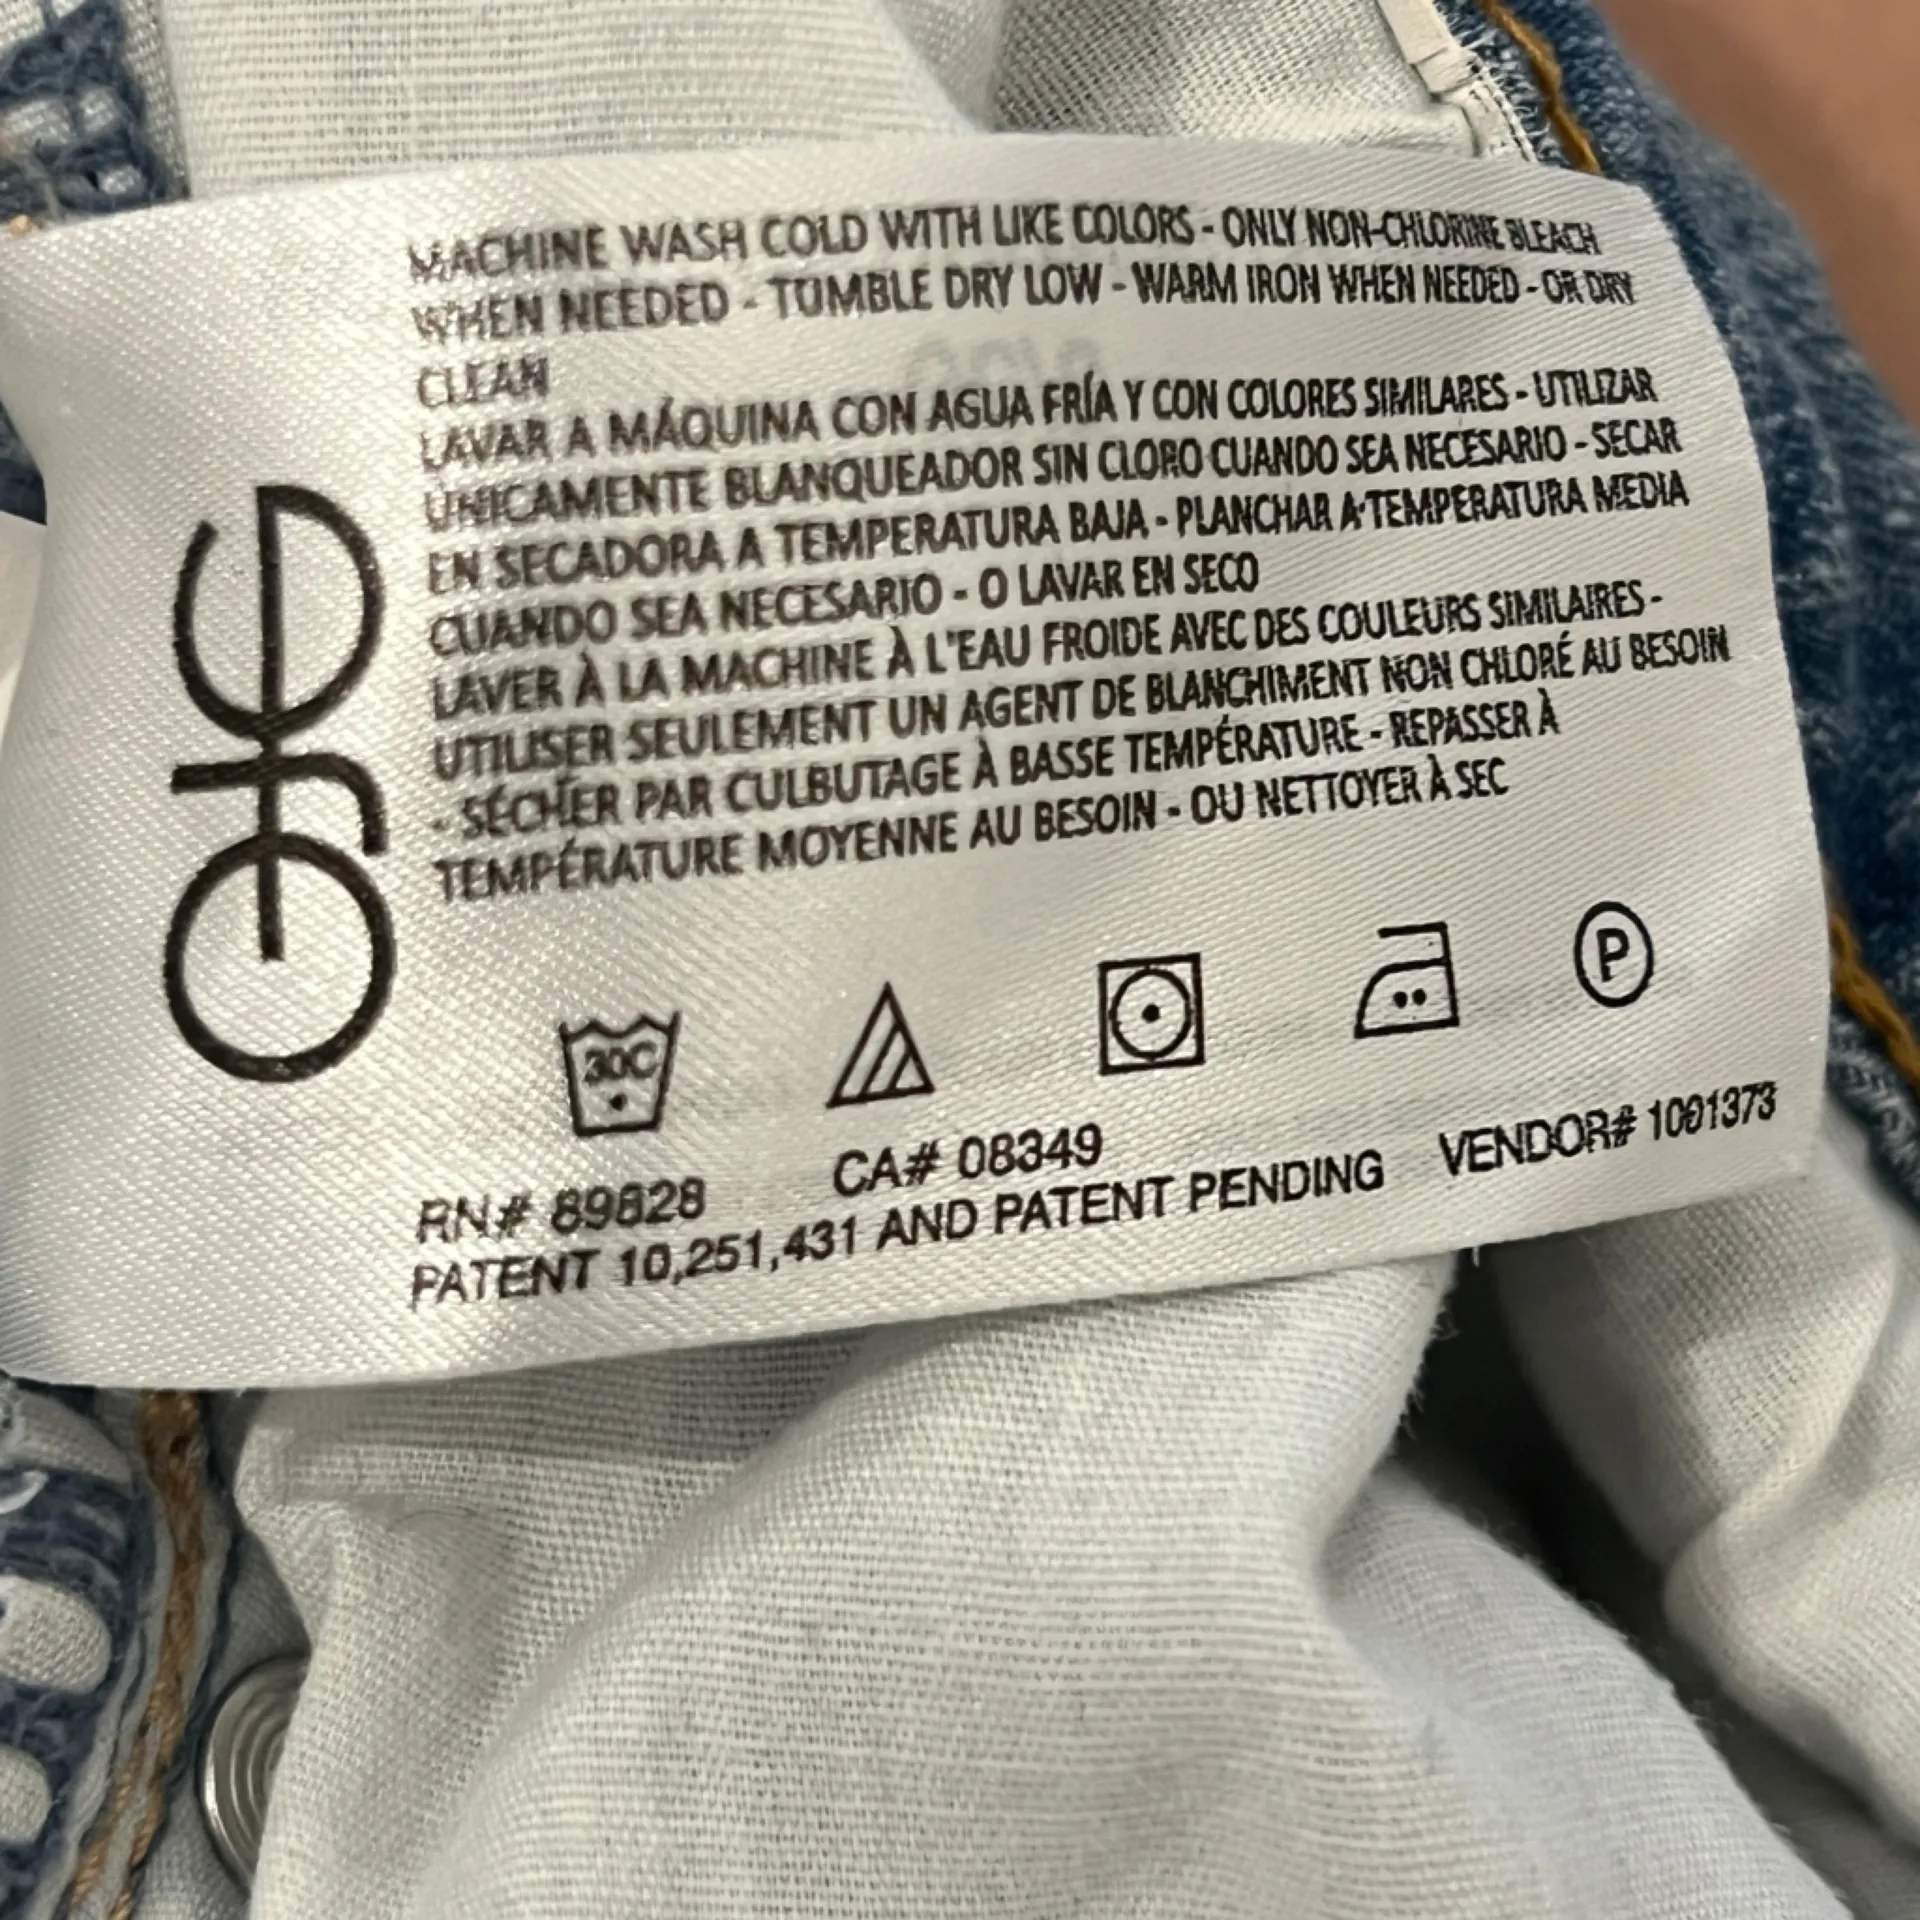 MACHINE WASH COLD WITH LIKE COLORS - ONLY NON-CHLORINE BLEACH
WHEN NEEDED - TUMBLE DRY LOW - WARM IRON WHEN NEEDED - OR DRY
CLEAN
LAVAR A MÁQUINA CON AGUA FRÍA Y CON COLORES SIMILARES - UTILIZAR
ÚNICAMENTE BLANQUEADOR SIN CLORO CUANDO SEA NECESARIO - SECAR
EN SECADORA A TEMPERATURA BAJA - PLANCHAR A TEMPERATURA MEDIA
CUANDO SEA NECESARIO - O LAVAR EN SECO
LAVER À LA MACHINE À L'EAU FROIDE AVEC DES COULEURS SIMILAIRES -
UTILISER SEULEMENT UN AGENT DE BLANCHIMENT NON CHLORÉ AU BESOIN
- SÉCHER PAR CULBUTAGE À BASSE TEMPÉRATURE - REPASSER À
TEMPÉRATURE MOYENNE AU BESOIN - OU NETTOYER À SEC
30C
P
RN# 89828 CA# 08349 VENDOR# 1001373
PATENT 10,251,431 AND PATENT PENDING